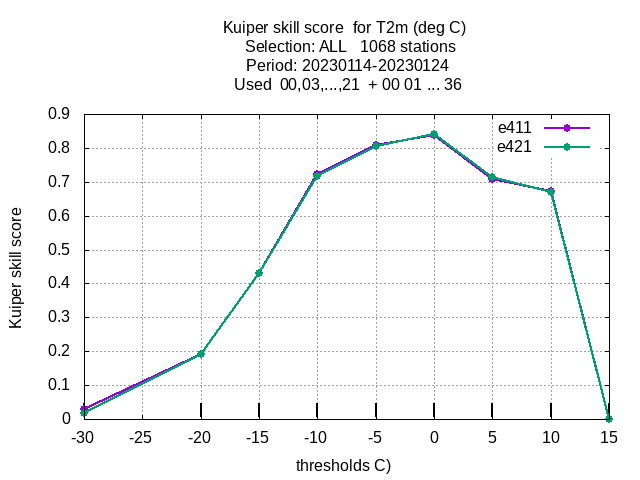 Kuiper skill score  for T2m (deg C)
Selection: ALL   1068 stations
Period: 20230114-20230124
Used  00,03,...,21  + 00 01 ... 36
0.9
0.8
0.7
0.6
0.5
0.4
0.3
0.2
0.1
0
Kuiper skill score
e411
e421
-30 -25 -20 -15 -10 -5 0 5 10 15
thresholds C)